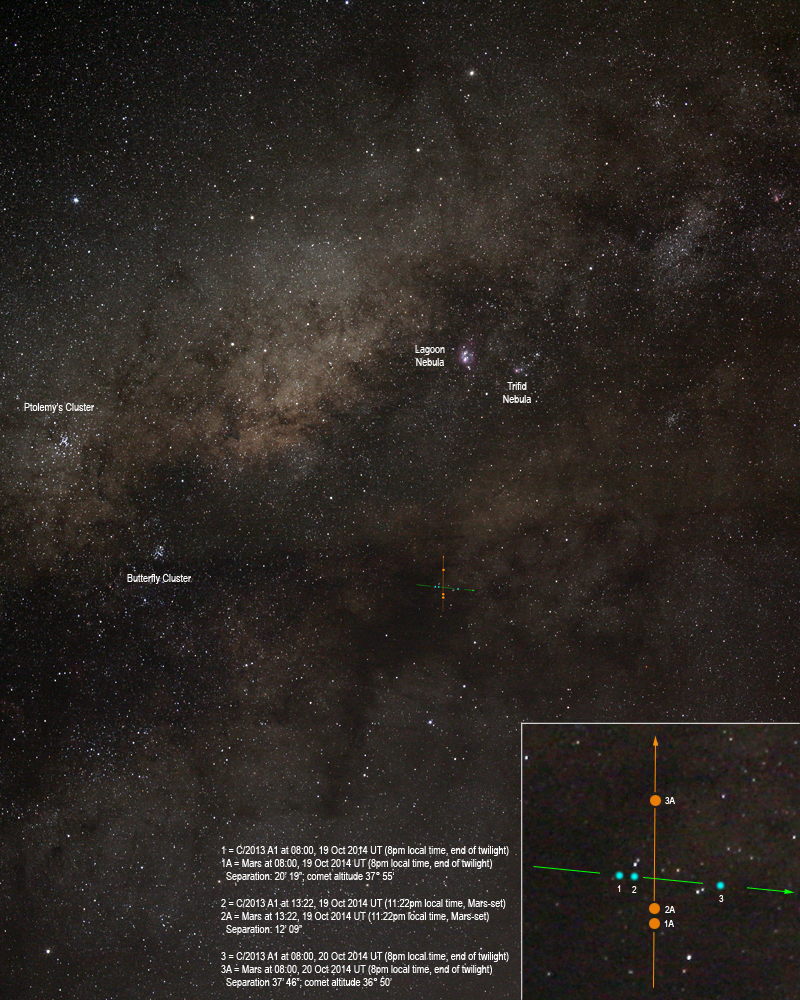 Lagoon
Nebula
Trifid
Nebula
Ptolemy's Cluster
Butterfly Cluster
1 = C/2013 A1 at 08:00, 19 Oct 2014 UT (8pm local time, end of twilight)
1A = Mars at 08:00, 19 Oct 2014 UT (8pm local time, end of twilight)
Separation: 20' 19"; comet altitude 37° 55'
2 = C/2013 A1 at 13:22, 19 Oct 2014 UT (11:22pm local time, Mars-set)
2A = Mars at 13:22, 19 Oct 2014 UT (11:22pm local time, Mars-set)
Separation: 12' 09"
3 = C/2013 A1 at 08:00, 20 Oct 2014 UT (8pm local time, end of twilight)
3A = Mars at 08:00, 20 Oct 2014 UT (8pm local time, end of twilight)
Separation 37' 46"; comet altitude 36° 50'
3A
1 2 3
2A
1A